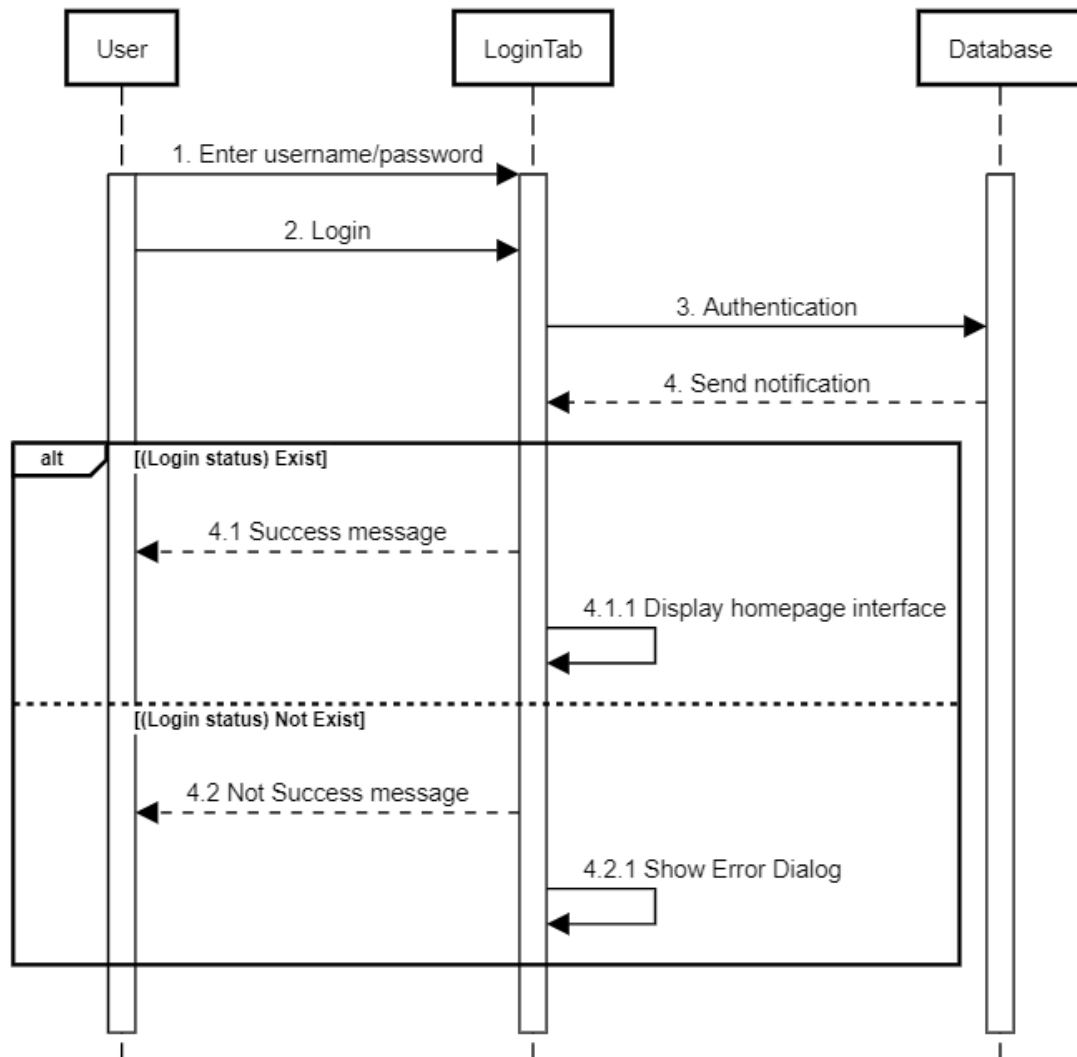 User
LoginTab
Database
1. Enter username/password
2. Login
3. Authentication
4. Send notification
alt
[(Login status) Exist]
4.1 Success message
4.1.1 Display homepage interface
[(Login status) Not Exist]
4.2 Not Success message
4.2.1 Show Error Dialog